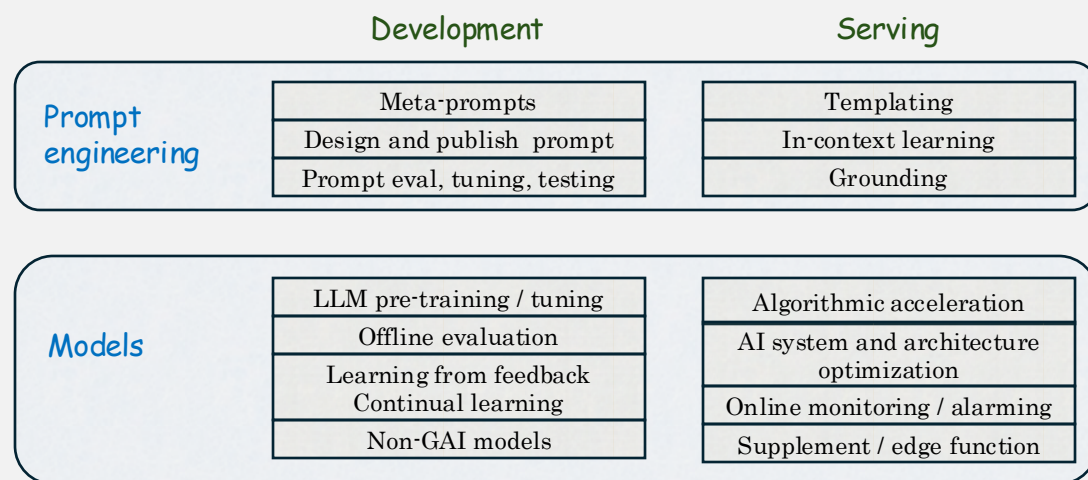 Development
Serving
Prompt
engineering
Meta-prompts
Design and publish prompt
Prompt eval, tuning, testing
Templating
In-context learning
Grounding
Models
LLM pre-training / tuning
Offline evaluation
Learning from feedback
Continual learning
Non-GAI models
Algorithmic acceleration
AI system and architecture
optimization
Online monitoring / alarming
Supplement / edge function